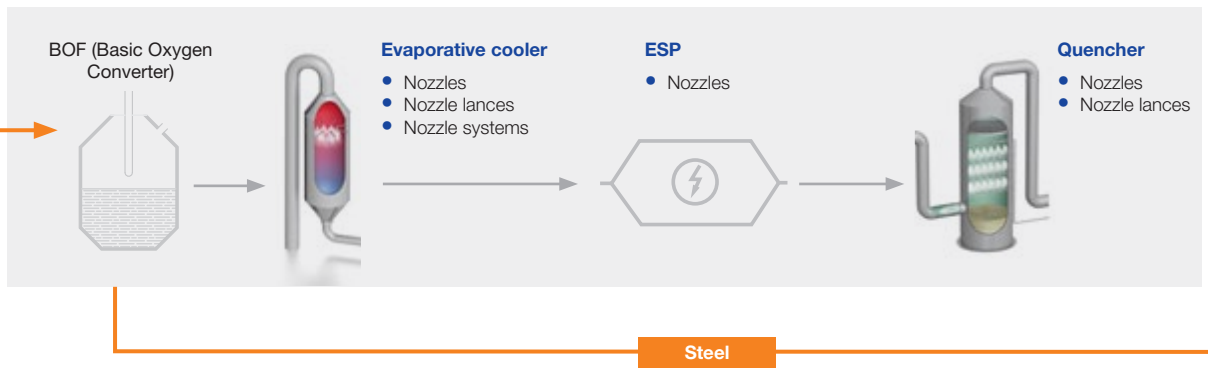 BOF (Basic Oxygen
Converter)
Evaporative cooler
• Nozzles
• Nozzle lances
• Nozzle systems
ESP
• Nozzles
Quencher
• Nozzles
• Nozzle lances
Steel